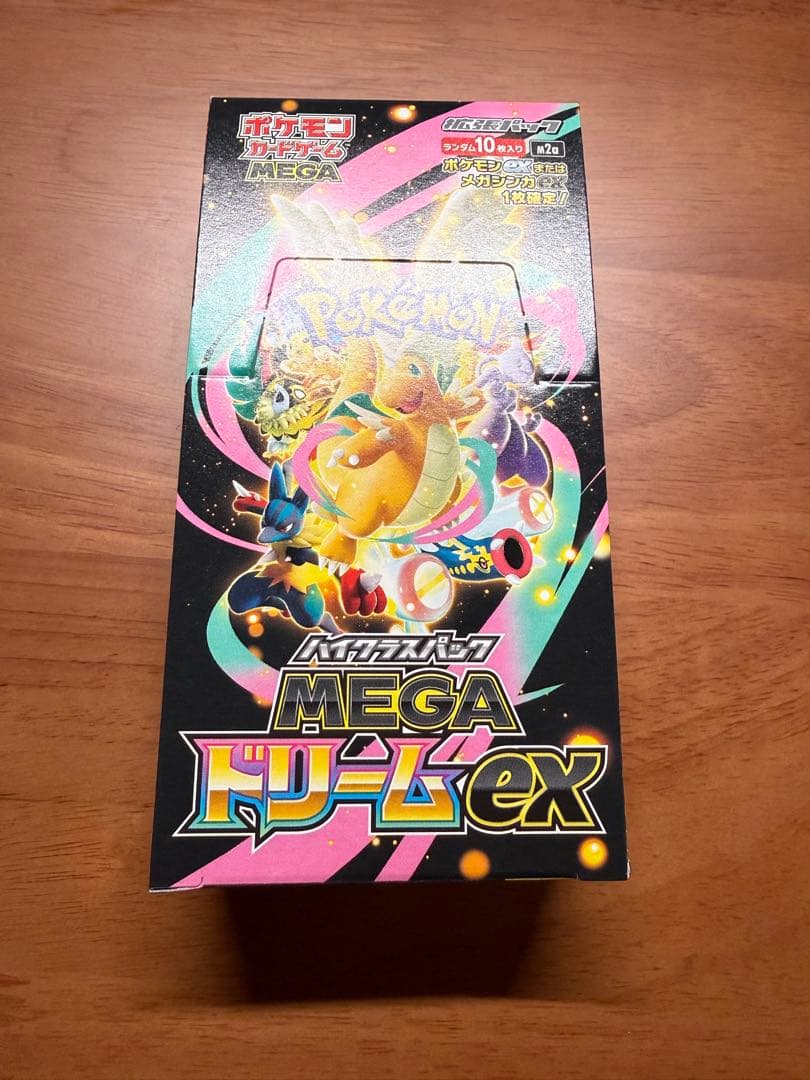 ポケモン
カードゲーム
MEGA
拡張パック
ランダム10枚入り M2a
ポケモンexまたは
メガシンカex
1枚確定!!
POKÉMON
ハイクラスパック
MEGA
ドリームex